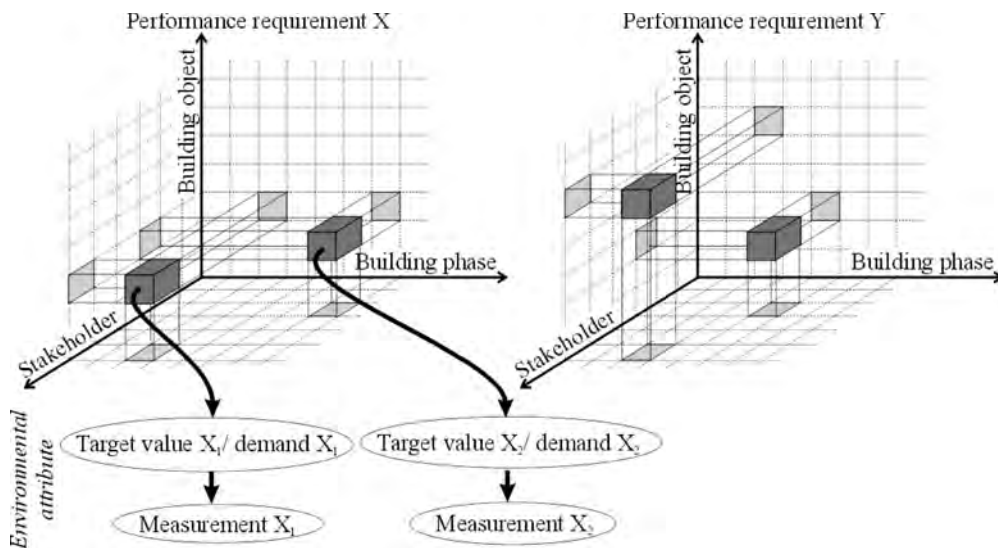 Performance requirement X
Performance requirement Y
Building object
Building phase
Stakeholder
Building object
Building phase
Stakeholder
Environmental
attribute
Target value X₁/ demand X₁
Target value X₂/ demand X₂
Measurement X₁
Measurement X₂